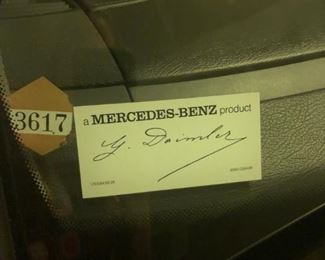 3617
a MERCEDES-BENZ product
G. Daimler